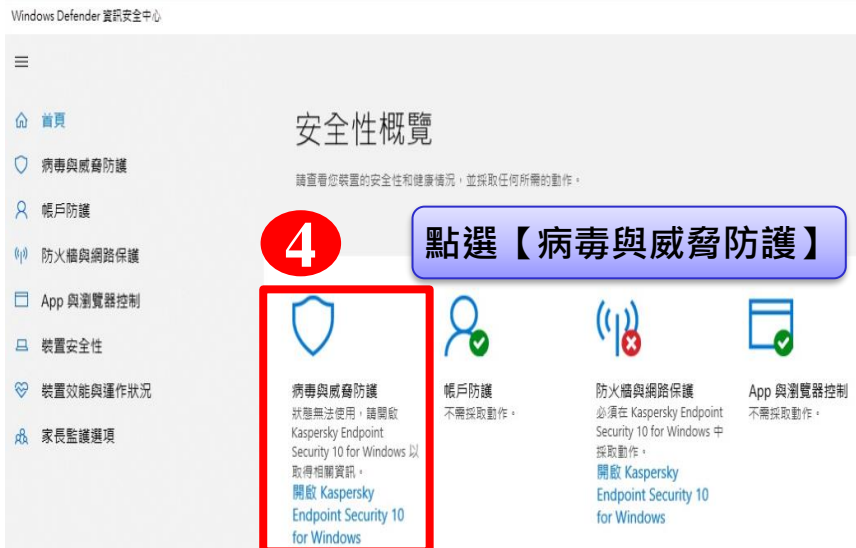 Windows Defender 資訊安全中心
首頁
病毒與威脅防護
帳戶防護
防火牆與網路保護
App 與瀏覽器控制
裝置安全性
裝置效能與運作狀況
家長監護選項
安全性概覽
請查看您裝置的安全性和健康情況，並採取任何所需的動作。
4
點選【病毒與威脅防護】
病毒與威脅防護
狀態無法使用，請開啟
Kaspersky Endpoint
Security 10 for Windows 以
取得相關資訊。
開啟 Kaspersky
Endpoint Security 10
for Windows
帳戶防護
不需採取動作。
防火牆與網路保護
必須在 Kaspersky Endpoint
Security 10 for Windows 中
採取動作。
開啟 Kaspersky
Endpoint Security 10
for Windows
App 與瀏覽器控制
不需採取動作。